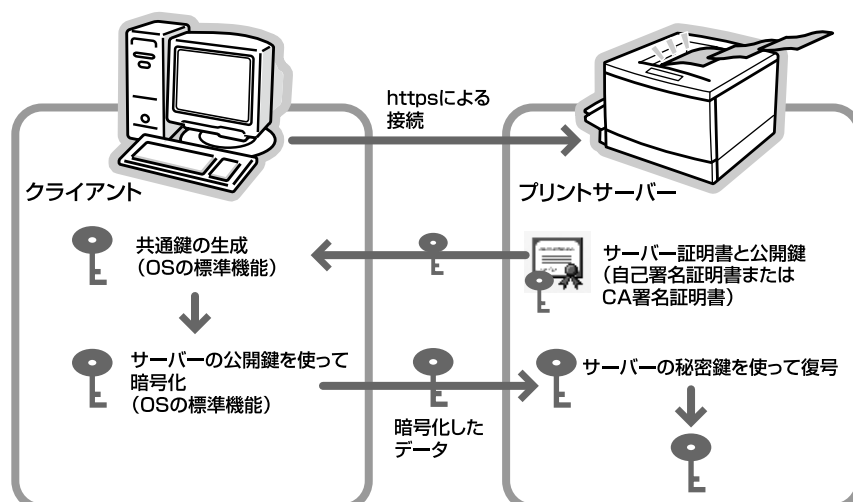 httpsによる
接続
クライアント
プリントサーバー
共通鍵の生成
（OSの標準機能）
サーバー証明書と公開鍵
（自己署名証明書または
CA署名証明書）
サーバーの公開鍵を使って
暗号化
（OSの標準機能）
サーバーの秘密鍵を使って復号
暗号化した
データ